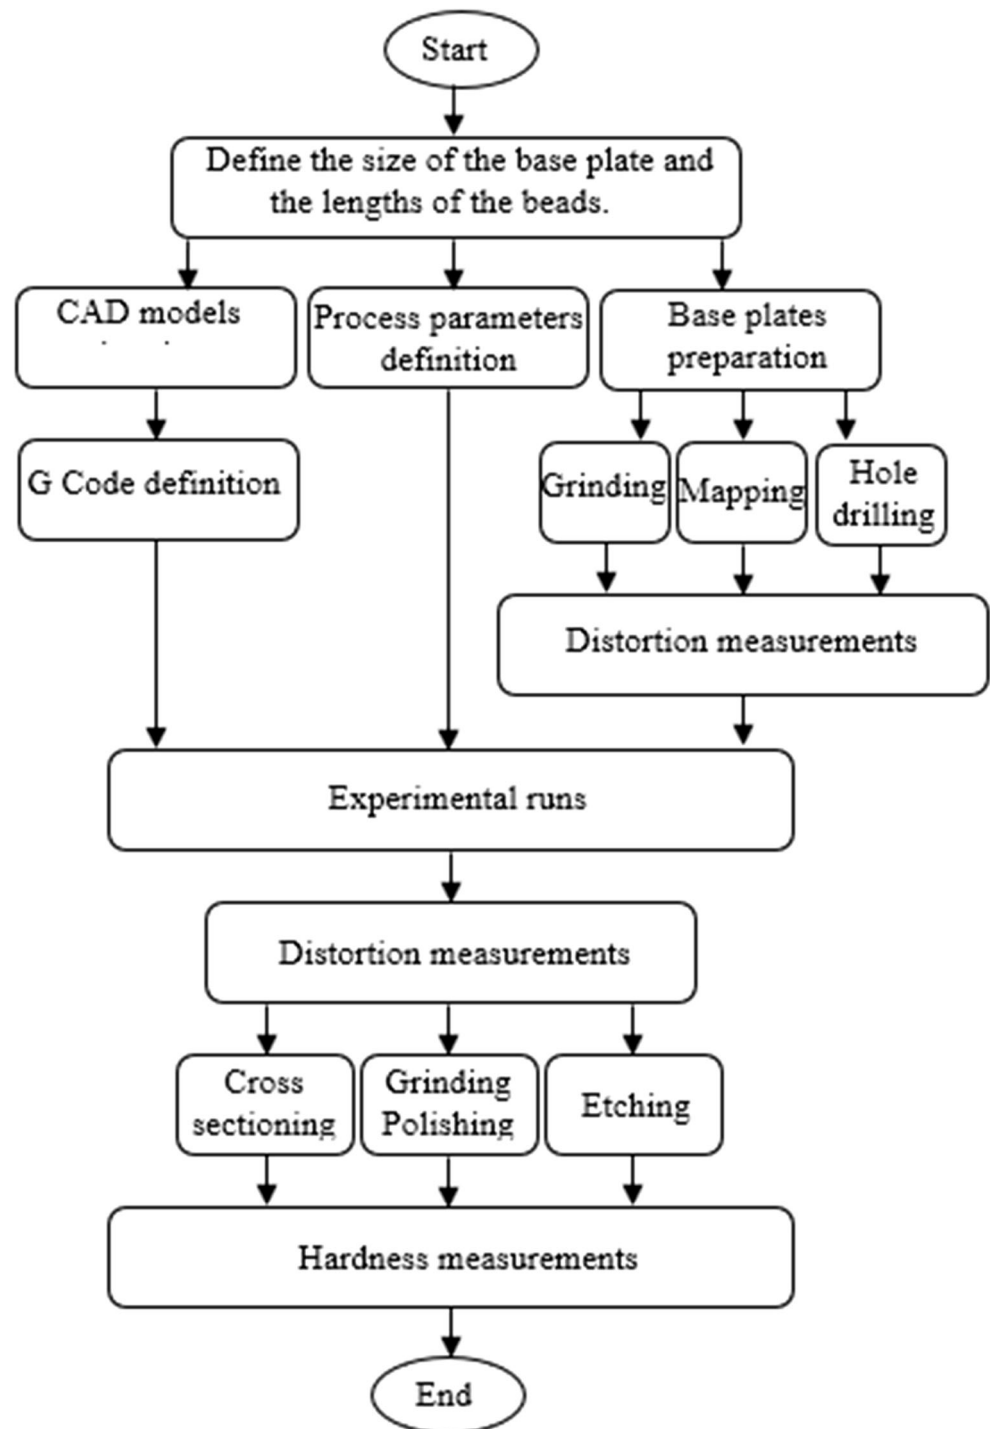 Start
Define the size of the base plate and
the lengths of the beads.
CAD models
Process parameters
definition
Base plates
preparation
G Code definition
Grinding
Mapping
Hole
drilling
Distortion measurements
Experimental runs
Distortion measurements
Cross
sectioning
Grinding
Polishing
Etching
Hardness measurements
End